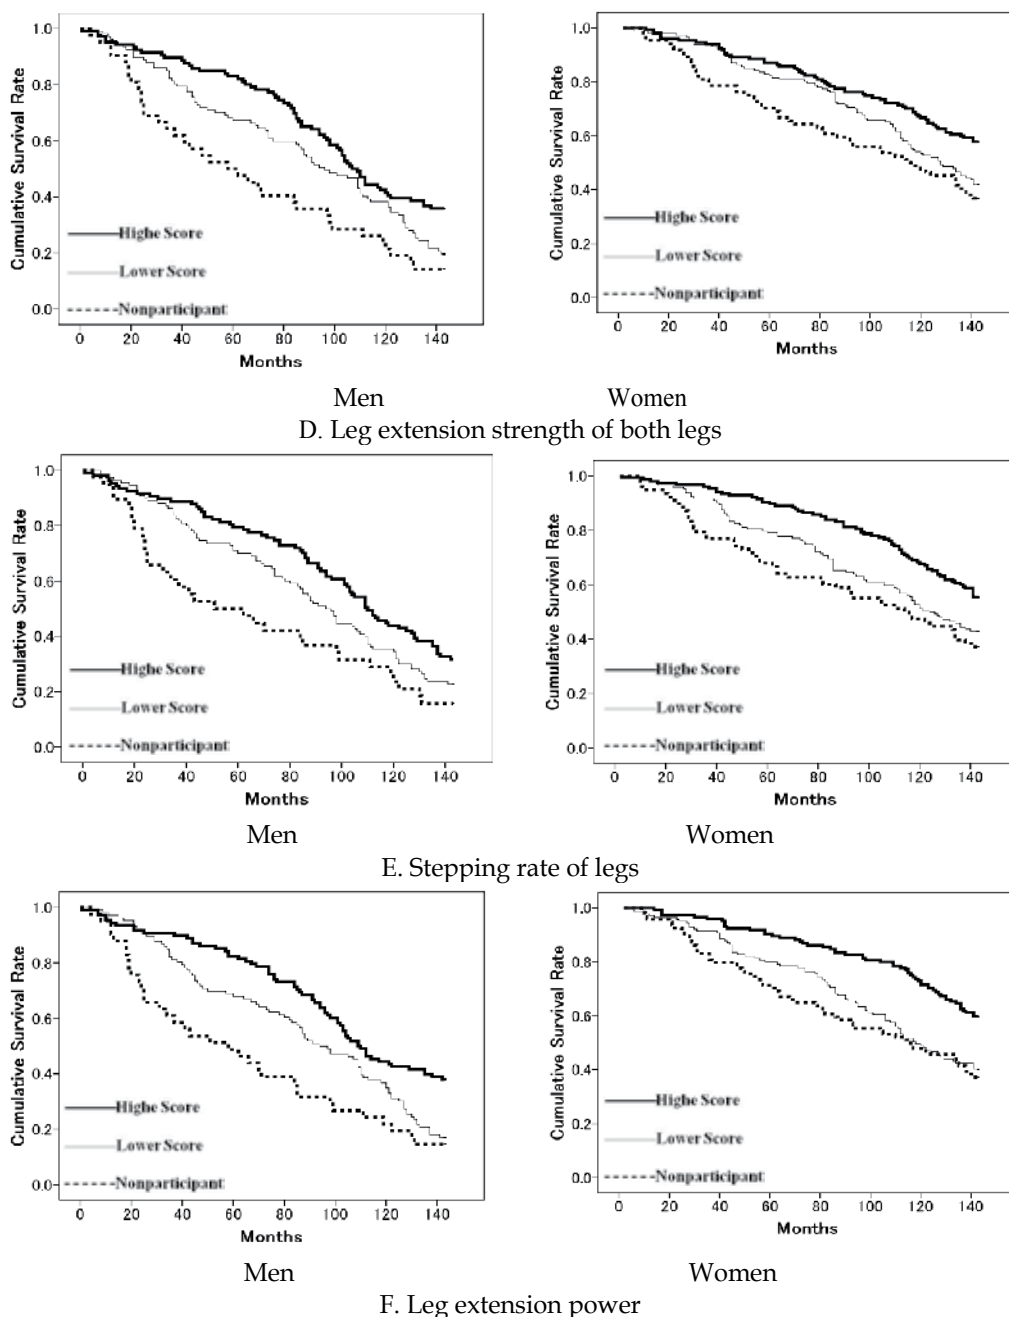 1.0
0.8
0.6
0.4
0.2
0.0
Cumulative Survival Rate
Highe Score
Lower Score
Nonparticipant
0 20 40 60 80 100 120 140
Months
1.0
0.8
0.6
0.4
0.2
0.0
Cumulative Survival Rate
Highe Score
Lower Score
Nonparticipant
0 20 40 60 80 100 120 140
Months
Men Women
D. Leg extension strength of both legs
1.0
0.8
0.6
0.4
0.2
0.0
Cumulative Survival Rate
Highe Score
Lower Score
Nonparticipant
0 20 40 60 80 100 120 140
Months
1.0
0.8
0.6
0.4
0.2
0.0
Cumulative Survival Rate
Highe Score
Lower Score
Nonparticipant
0 20 40 60 80 100 120 140
Months
Men Women
E. Stepping rate of legs
1.0
0.8
0.6
0.4
0.2
0.0
Cumulative Survival Rate
Highe Score
Lower Score
Nonparticipant
0 20 40 60 80 100 120 140
Months
1.0
0.8
0.6
0.4
0.2
0.0
Cumulative Survival Rate
Highe Score
Lower Score
Nonparticipant
0 20 40 60 80 100 120 140
Months
Men Women
F. Leg extension power